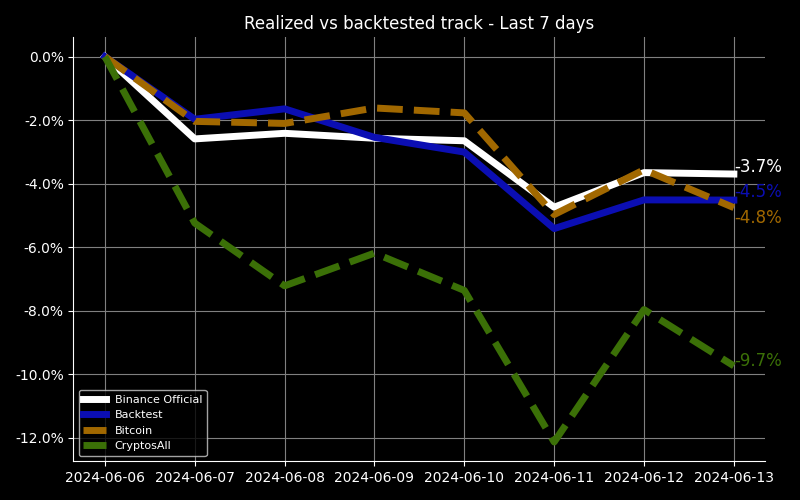 Realized vs backtested track - Last 7 days
0.0%
-2.0%
-4.0%
-6.0%
-8.0%
-10.0%
-12.0%
-3.7%
-4.5%
-4.8%
-9.7%
Binance Official
Backtest
Bitcoin
CryptosAll
2024-06-06 2024-06-07 2024-06-08 2024-06-09 2024-06-10 2024-06-11 2024-06-12 2024-06-13